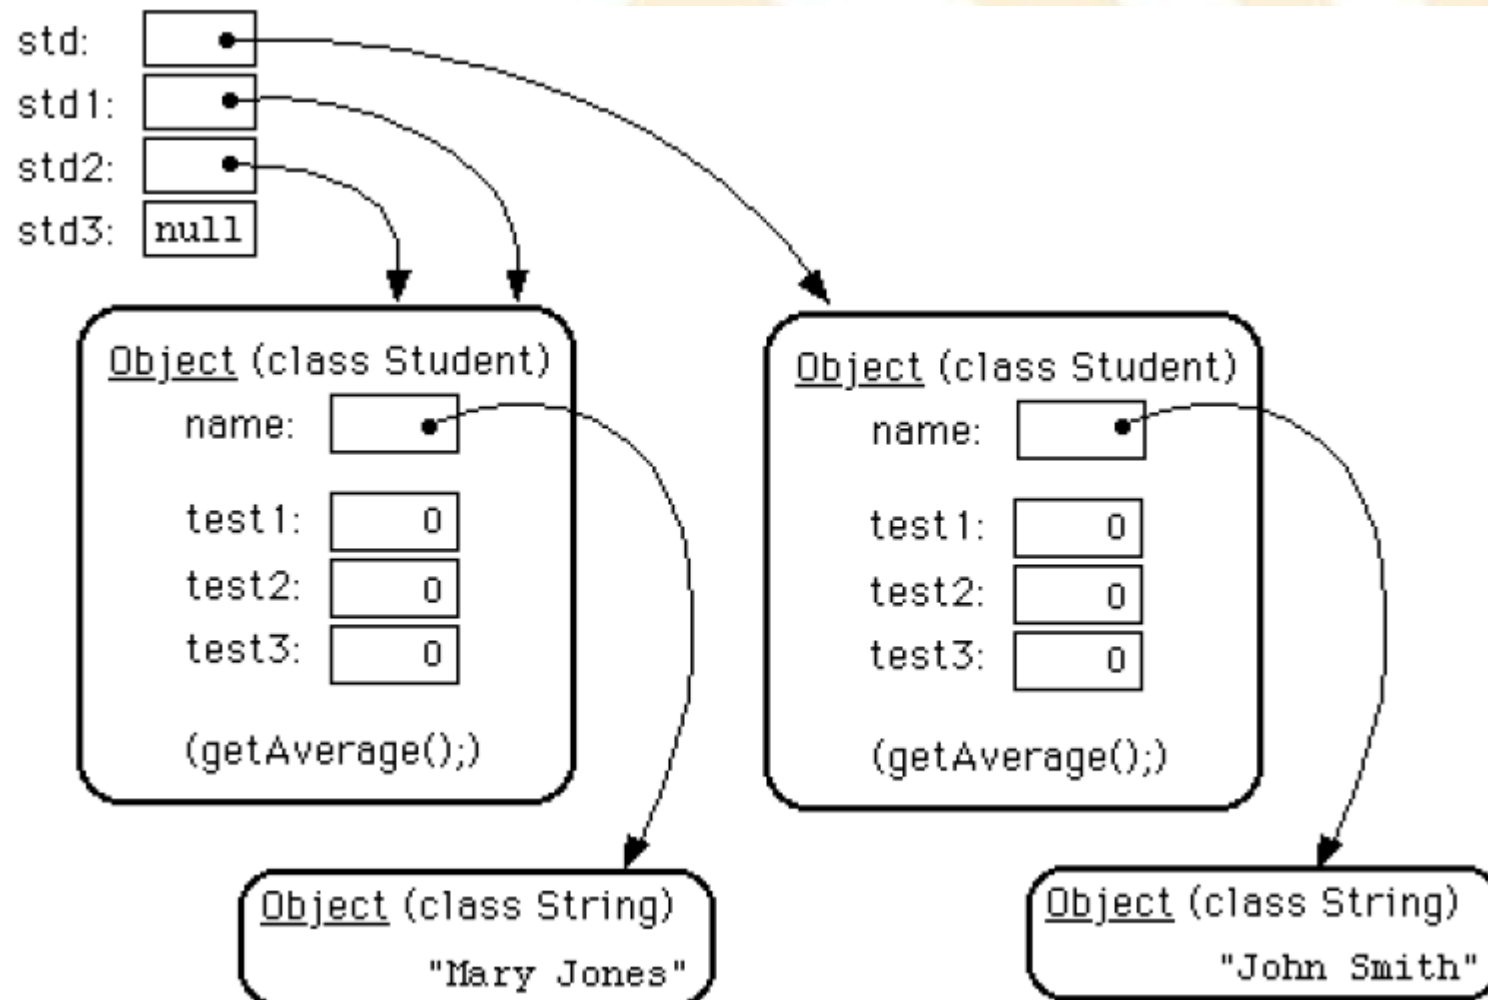 std:
std1:
std2:
std3: null
Object (class Student)
name:
test1: 0
test2: 0
test3: 0
(getAverage();)
Object (class String)
"Mary Jones"
Object (class Student)
name:
test1: 0
test2: 0
test3: 0
(getAverage();)
Object (class String)
"John Smith"